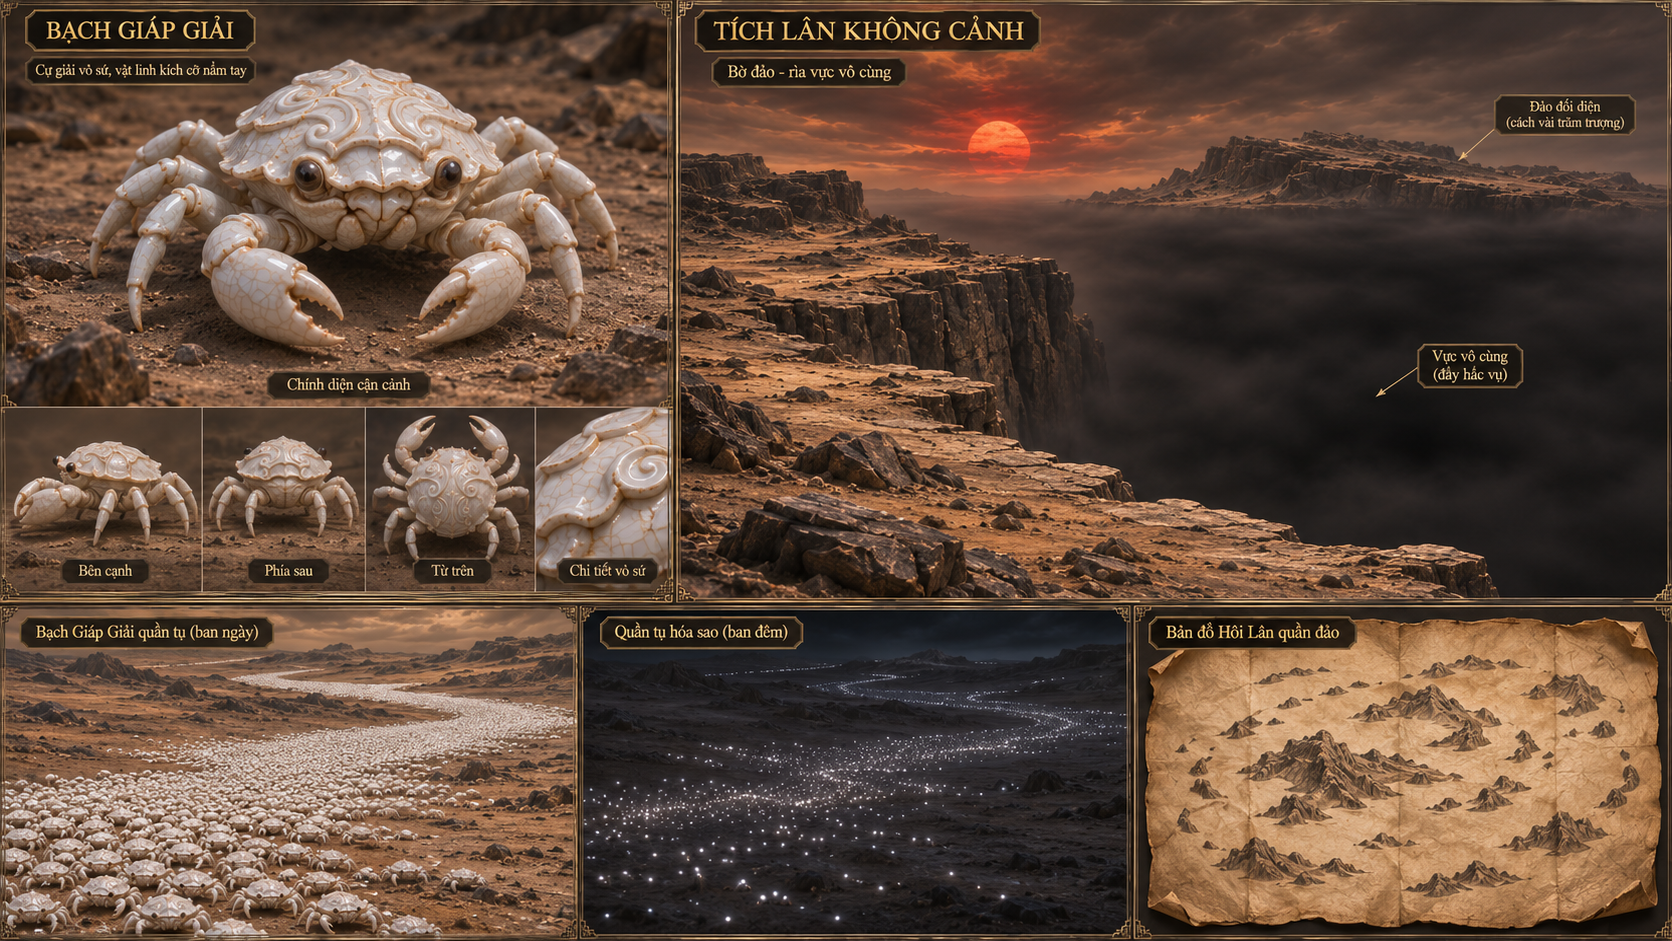 BẠCH GIÁP GIẢI
Cự giải vỏ sứ, vật linh kích cỡ nắm tay
Chính diện cận cảnh
Bên cạnh
Phía sau
Từ trên
Chi tiết vỏ sứ
TÍCH LÂN KHÔNG CẢNH
Bờ đảo - rìa vực vô cùng
Đảo đối diện
(cách vài trăm trượng)
Vực vô cùng
(đầy hắc vụ)
Bạch Giáp Giải quần tụ (ban ngày)
Quần tụ hóa sao (ban đêm)
Bản đồ Hôi Lân quần đảo